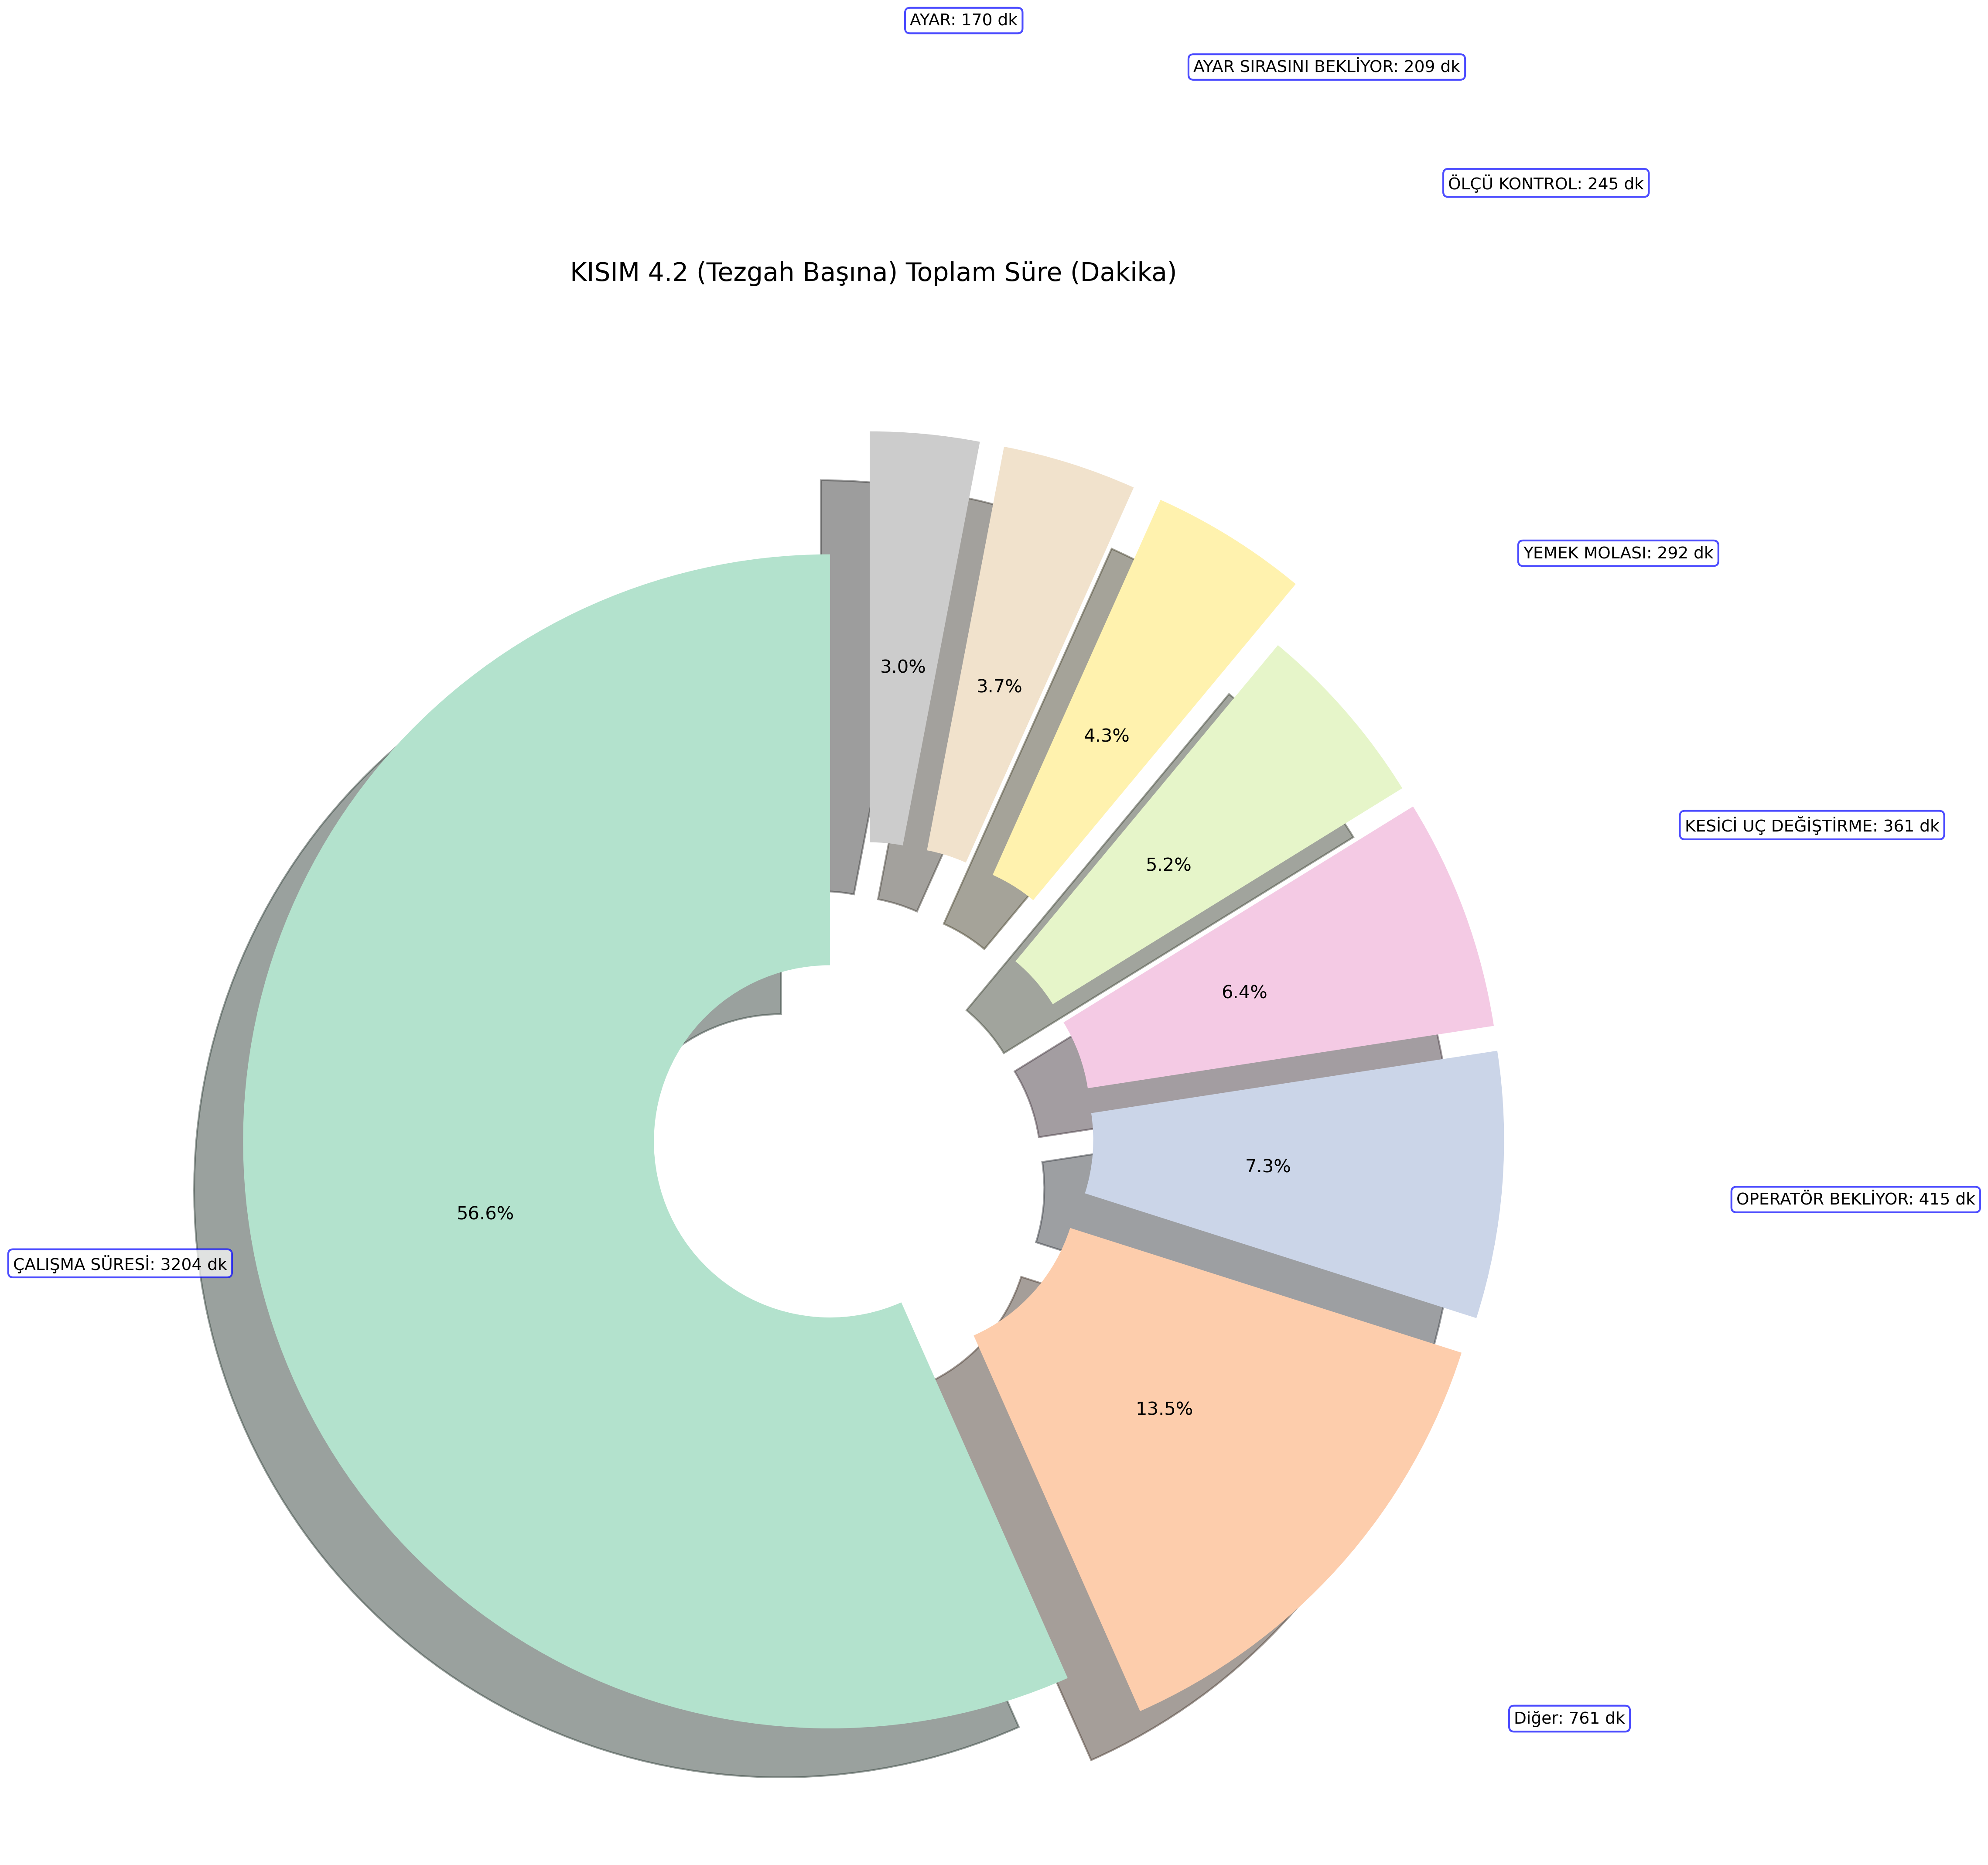 AYAR: 170 dk
AYAR SIRASINI BEKLİYOR: 209 dk
ÖLÇÜ KONTROL: 245 dk
KISIM 4.2 (Tezgah Başına) Toplam Süre (Dakika)
YEMEK MOLASI: 292 dk
3.0%
3.7%
4.3%
KESİCİ UÇ DEĞİŞTİRME: 361 dk
5.2%
6.4%
7.3%
OPERATÖR BEKLİYOR: 415 dk
56.6%
ÇALIŞMA SÜRESİ: 3204 dk
13.5%
Diğer: 761 dk